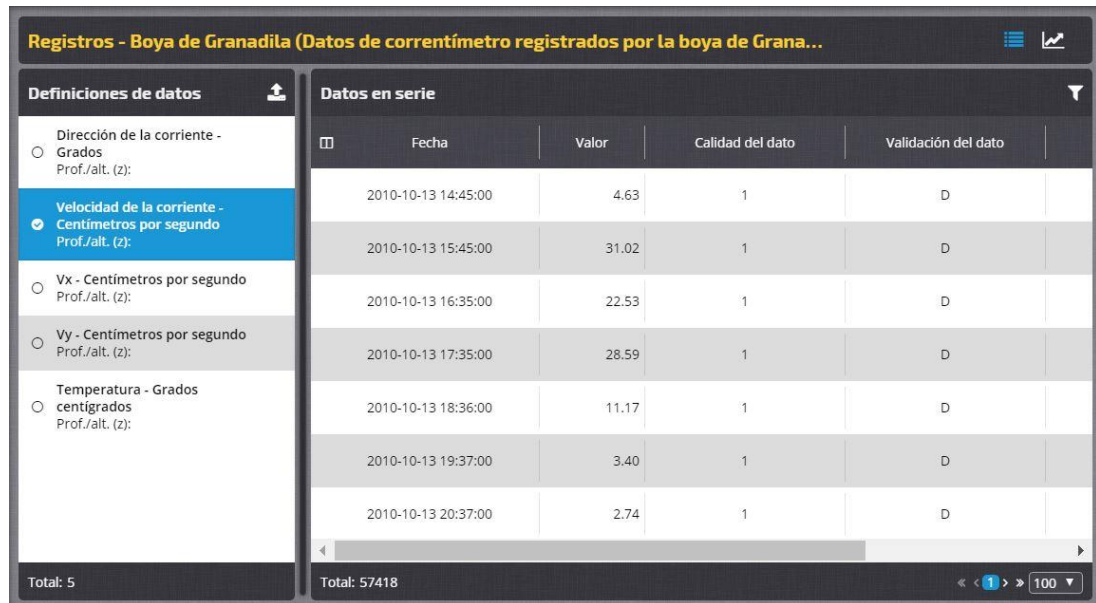 Registros - Boya de Granadila (Datos de correntímetro registrados por la boya de Grana...
Definiciones de datos
Dirección de la corriente -
Grados
Prof./alt. (z):
Velocidad de la corriente -
Centímetros por segundo
Prof./alt. (z):
Vx - Centímetros por segundo
Prof./alt. (z):
Vy - Centímetros por segundo
Prof./alt. (z):
Temperatura - Grados
centígrados
Prof./alt. (z):
Total: 5
Datos en serie
Fecha Valor Calidad del dato Validación del dato
2010-10-13 14:45:00 4.63 1 D
2010-10-13 15:45:00 31.02 1 D
2010-10-13 16:35:00 22.53 1 D
2010-10-13 17:35:00 28.59 1 D
2010-10-13 18:36:00 11.17 1 D
2010-10-13 19:37:00 3.40 1 D
2010-10-13 20:37:00 2.74 1 D
Total: 57418 « < 1 > » 100